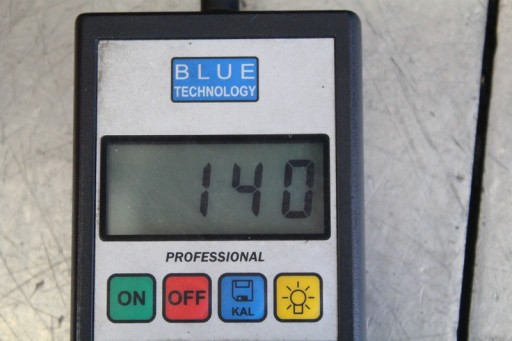 BLUE
TECHNOLOGY
140
PROFESSIONAL
ON OFF KAL